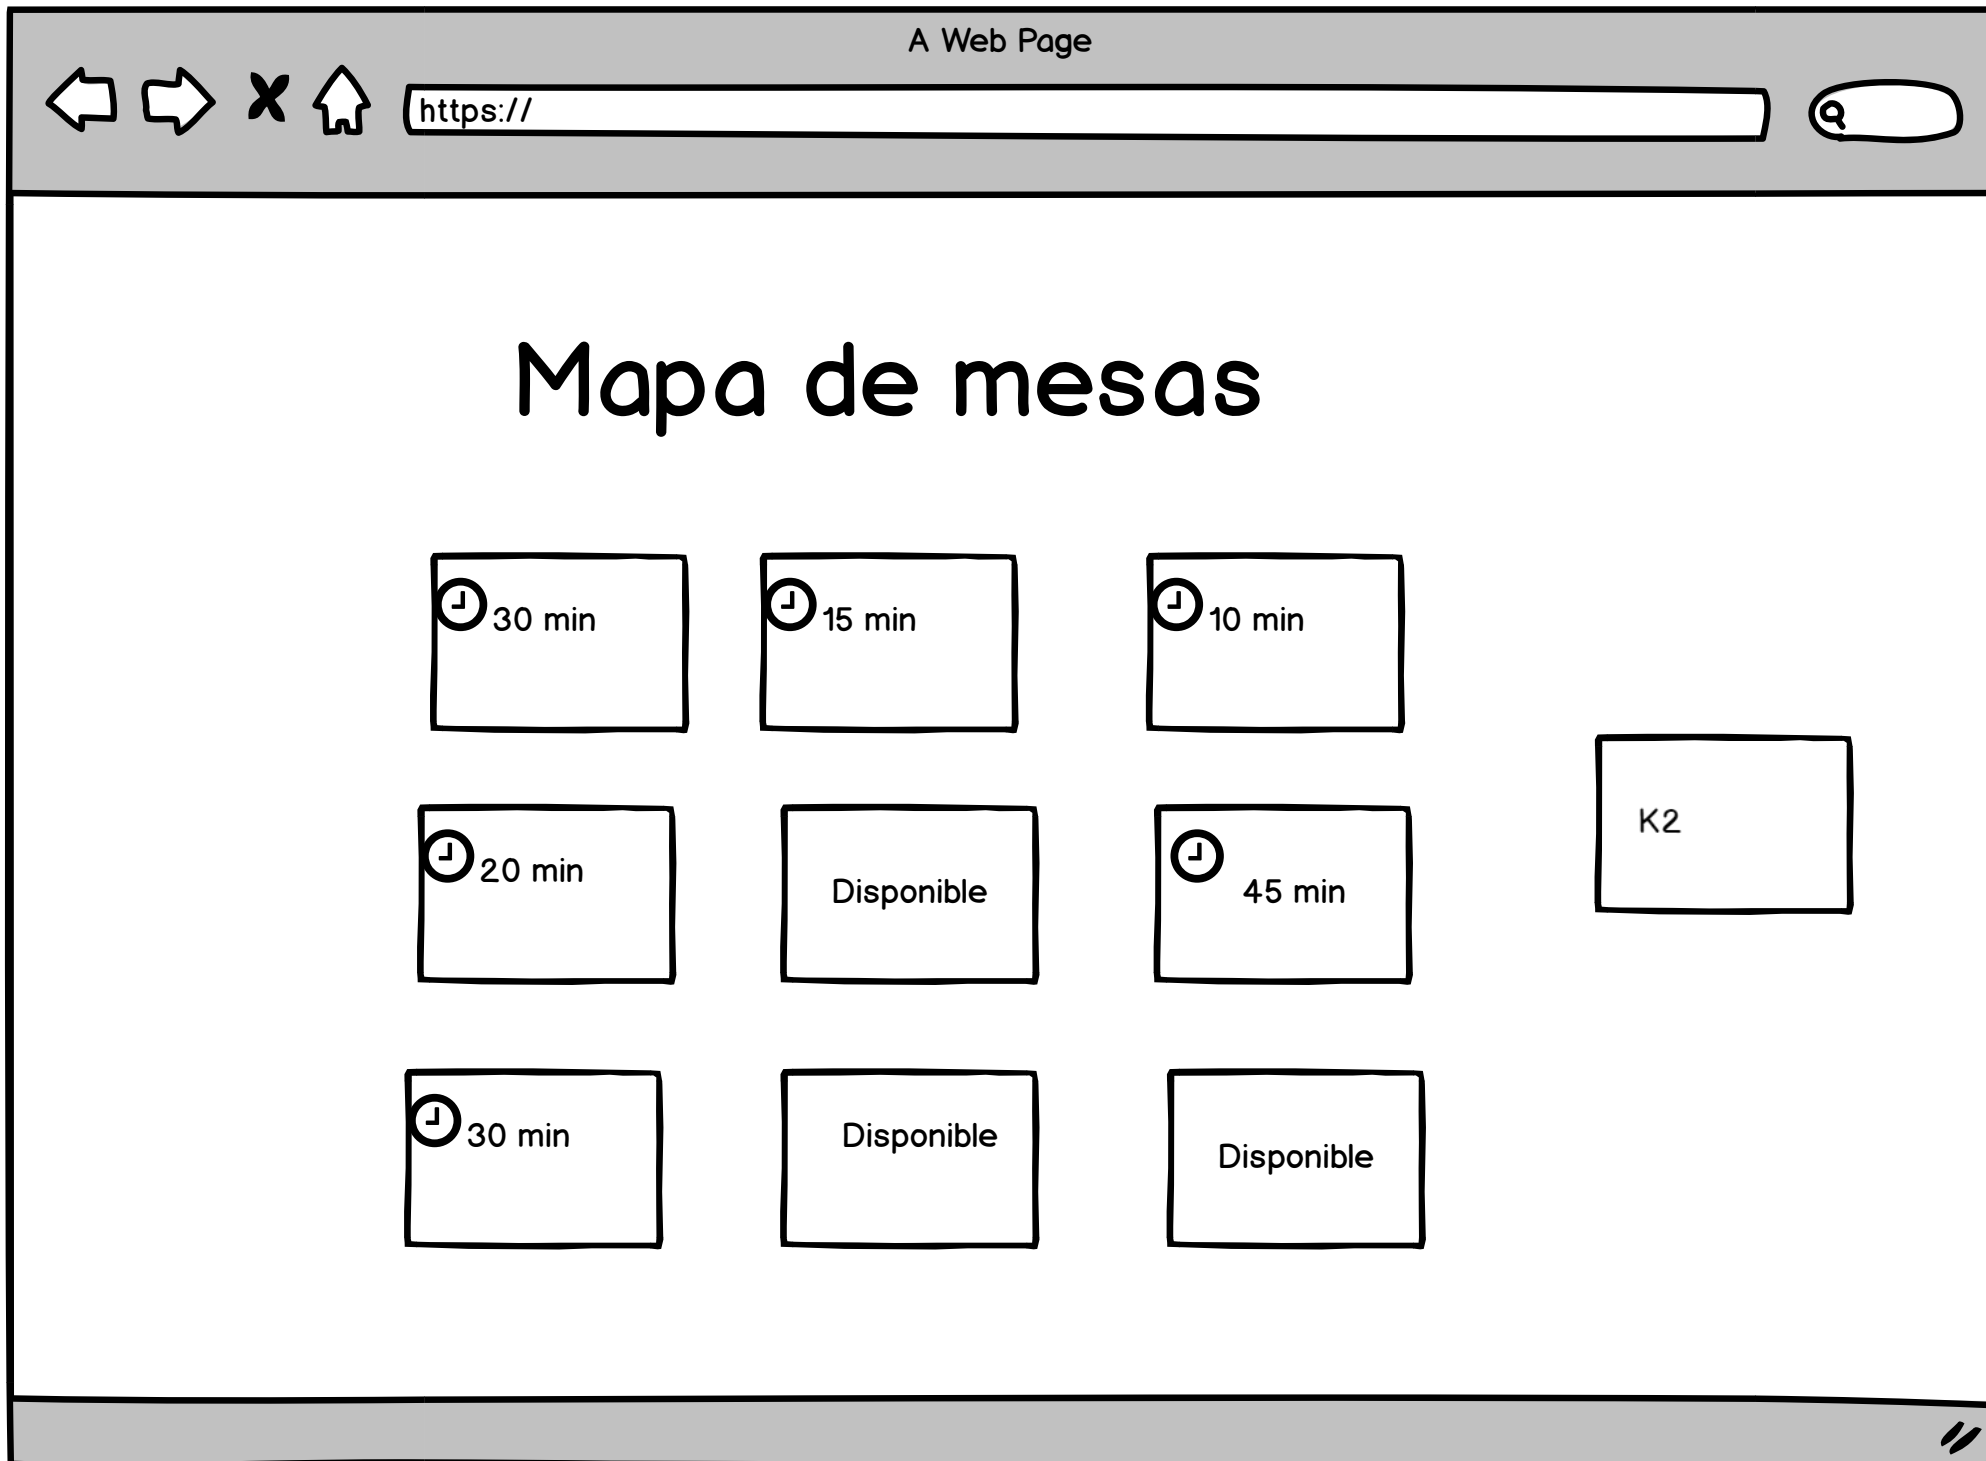 A Web Page
https://
Mapa de mesas
30 min
15 min
10 min
K2
20 min
Disponible
45 min
30 min
Disponible
Disponible